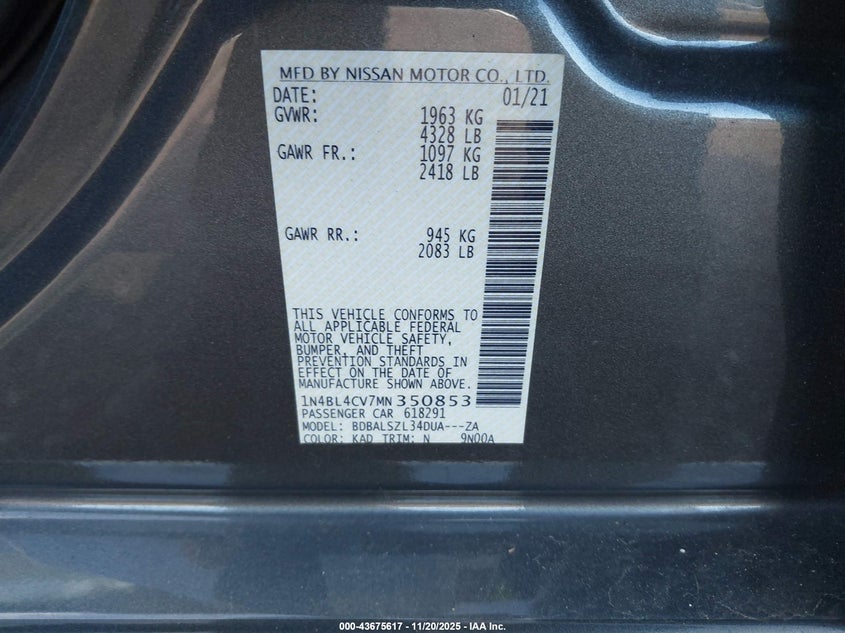 MFD BY NISSAN MOTOR CO., LTD.
DATE: 01/21
GVWR: 1963 KG
4328 LB
GAWR FR.: 1097 KG
2418 LB
GAWR RR.: 945 KG
2083 LB
THIS VEHICLE CONFORMS TO
ALL APPLICABLE FEDERAL
MOTOR VEHICLE SAFETY,
BUMPER, AND THEFT
PREVENTION STANDARDS IN
EFFECT ON THE DATE OF
MANUFACTURE SHOWN ABOVE.
1N4BL4CV7MN350853
PASSENGER CAR 618291
MODEL: BDBALSZL34DUA---ZA
COLOR: KAD TRIM: N 9N00A
000-43675617 - 11/20/2025 - IAA Inc.